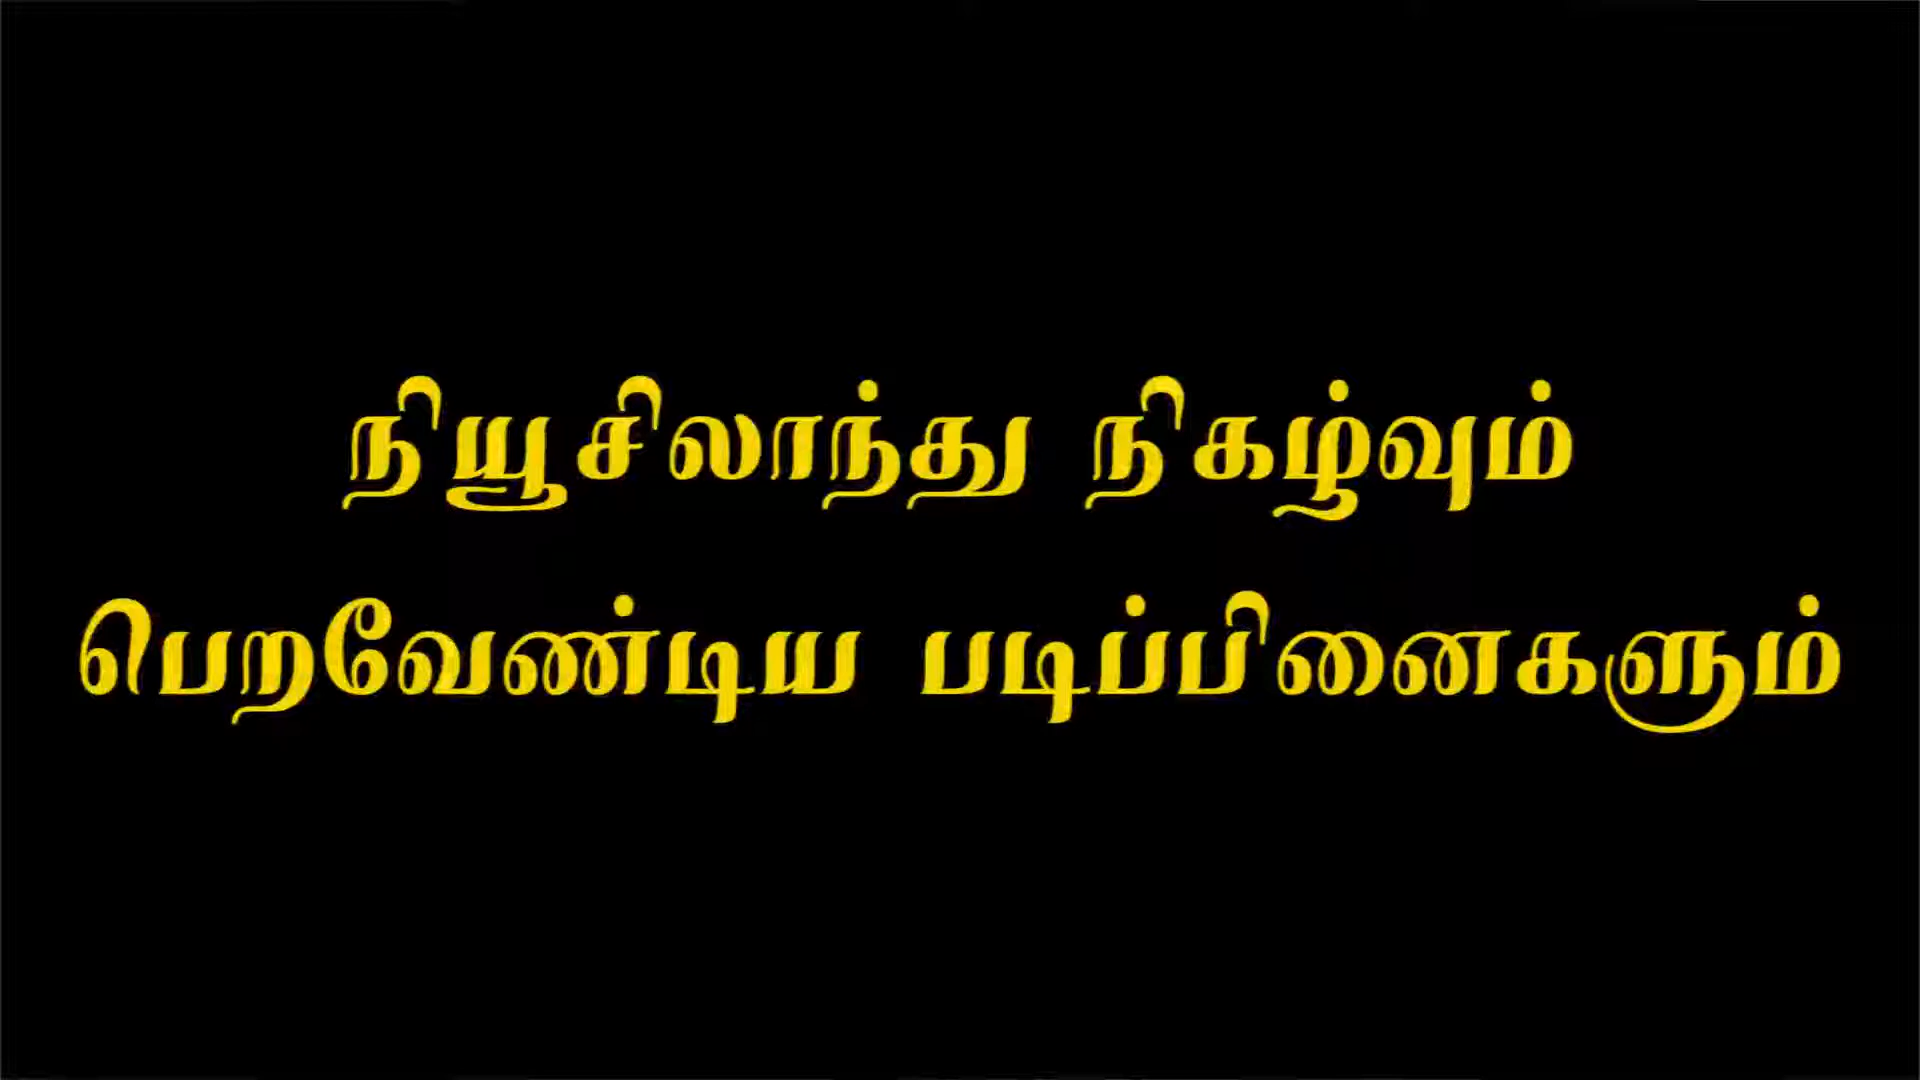 நியூசிலாந்து நிகழ்வும்
பெறவேண்டிய படிப்பினைகளும்